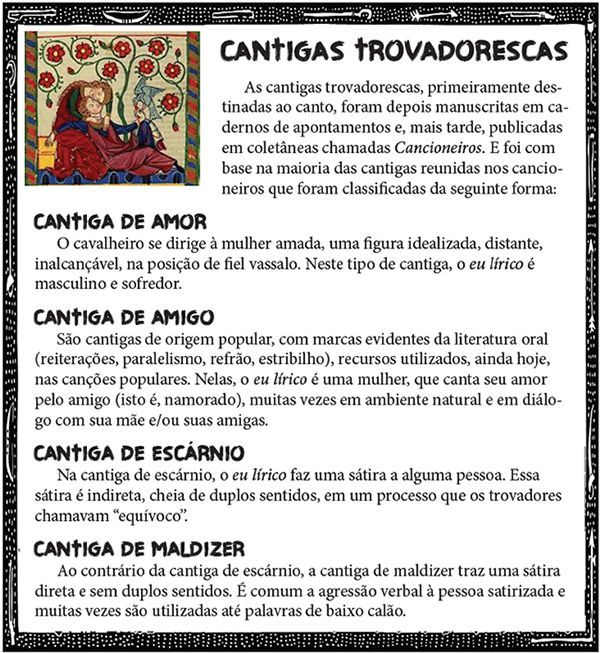 CANTIGAS TROVADORESCAS
As cantigas trovadorescas, primeiramente des-
tinadas ao canto, foram depois manuscritas em ca-
dernos de apontamentos e, mais tarde, publicadas
em coletâneas chamadas Cancioneiros. E foi com
base na maioria das cantigas reunidas nos cancio-
neiros que foram classificadas da seguinte forma:
CANTIGA DE AMOR
O cavalheiro se dirige à mulher amada, uma figura idealizada, distante,
inalcançável, na posição de fiel vassalo. Neste tipo de cantiga, o eu lírico é
masculino e sofredor.
CANTIGA DE AMIGO
São cantigas de origem popular, com marcas evidentes da literatura oral
(reiterações, paralelismo, refrão, estribilho), recursos utilizados, ainda hoje,
nas canções populares. Nelas, o eu lírico é uma mulher, que canta seu amor
pelo amigo (isto é, namorado), muitas vezes em ambiente natural e em diálo-
go com sua mãe e/ou suas amigas.
CANTIGA DE ESCÁRNIO
Na cantiga de escárnio, o eu lírico faz uma sátira a alguma pessoa. Essa
sátira é indireta, cheia de duplos sentidos, em um processo que os trovadores
chamavam “equívoco”.
CANTIGA DE MALDIZER
Ao contrário da cantiga de escárnio, a cantiga de maldizer traz uma sátira
direta e sem duplos sentidos. É comum a agressão verbal à pessoa satirizada e
muitas vezes são utilizadas até palavras de baixo calão.